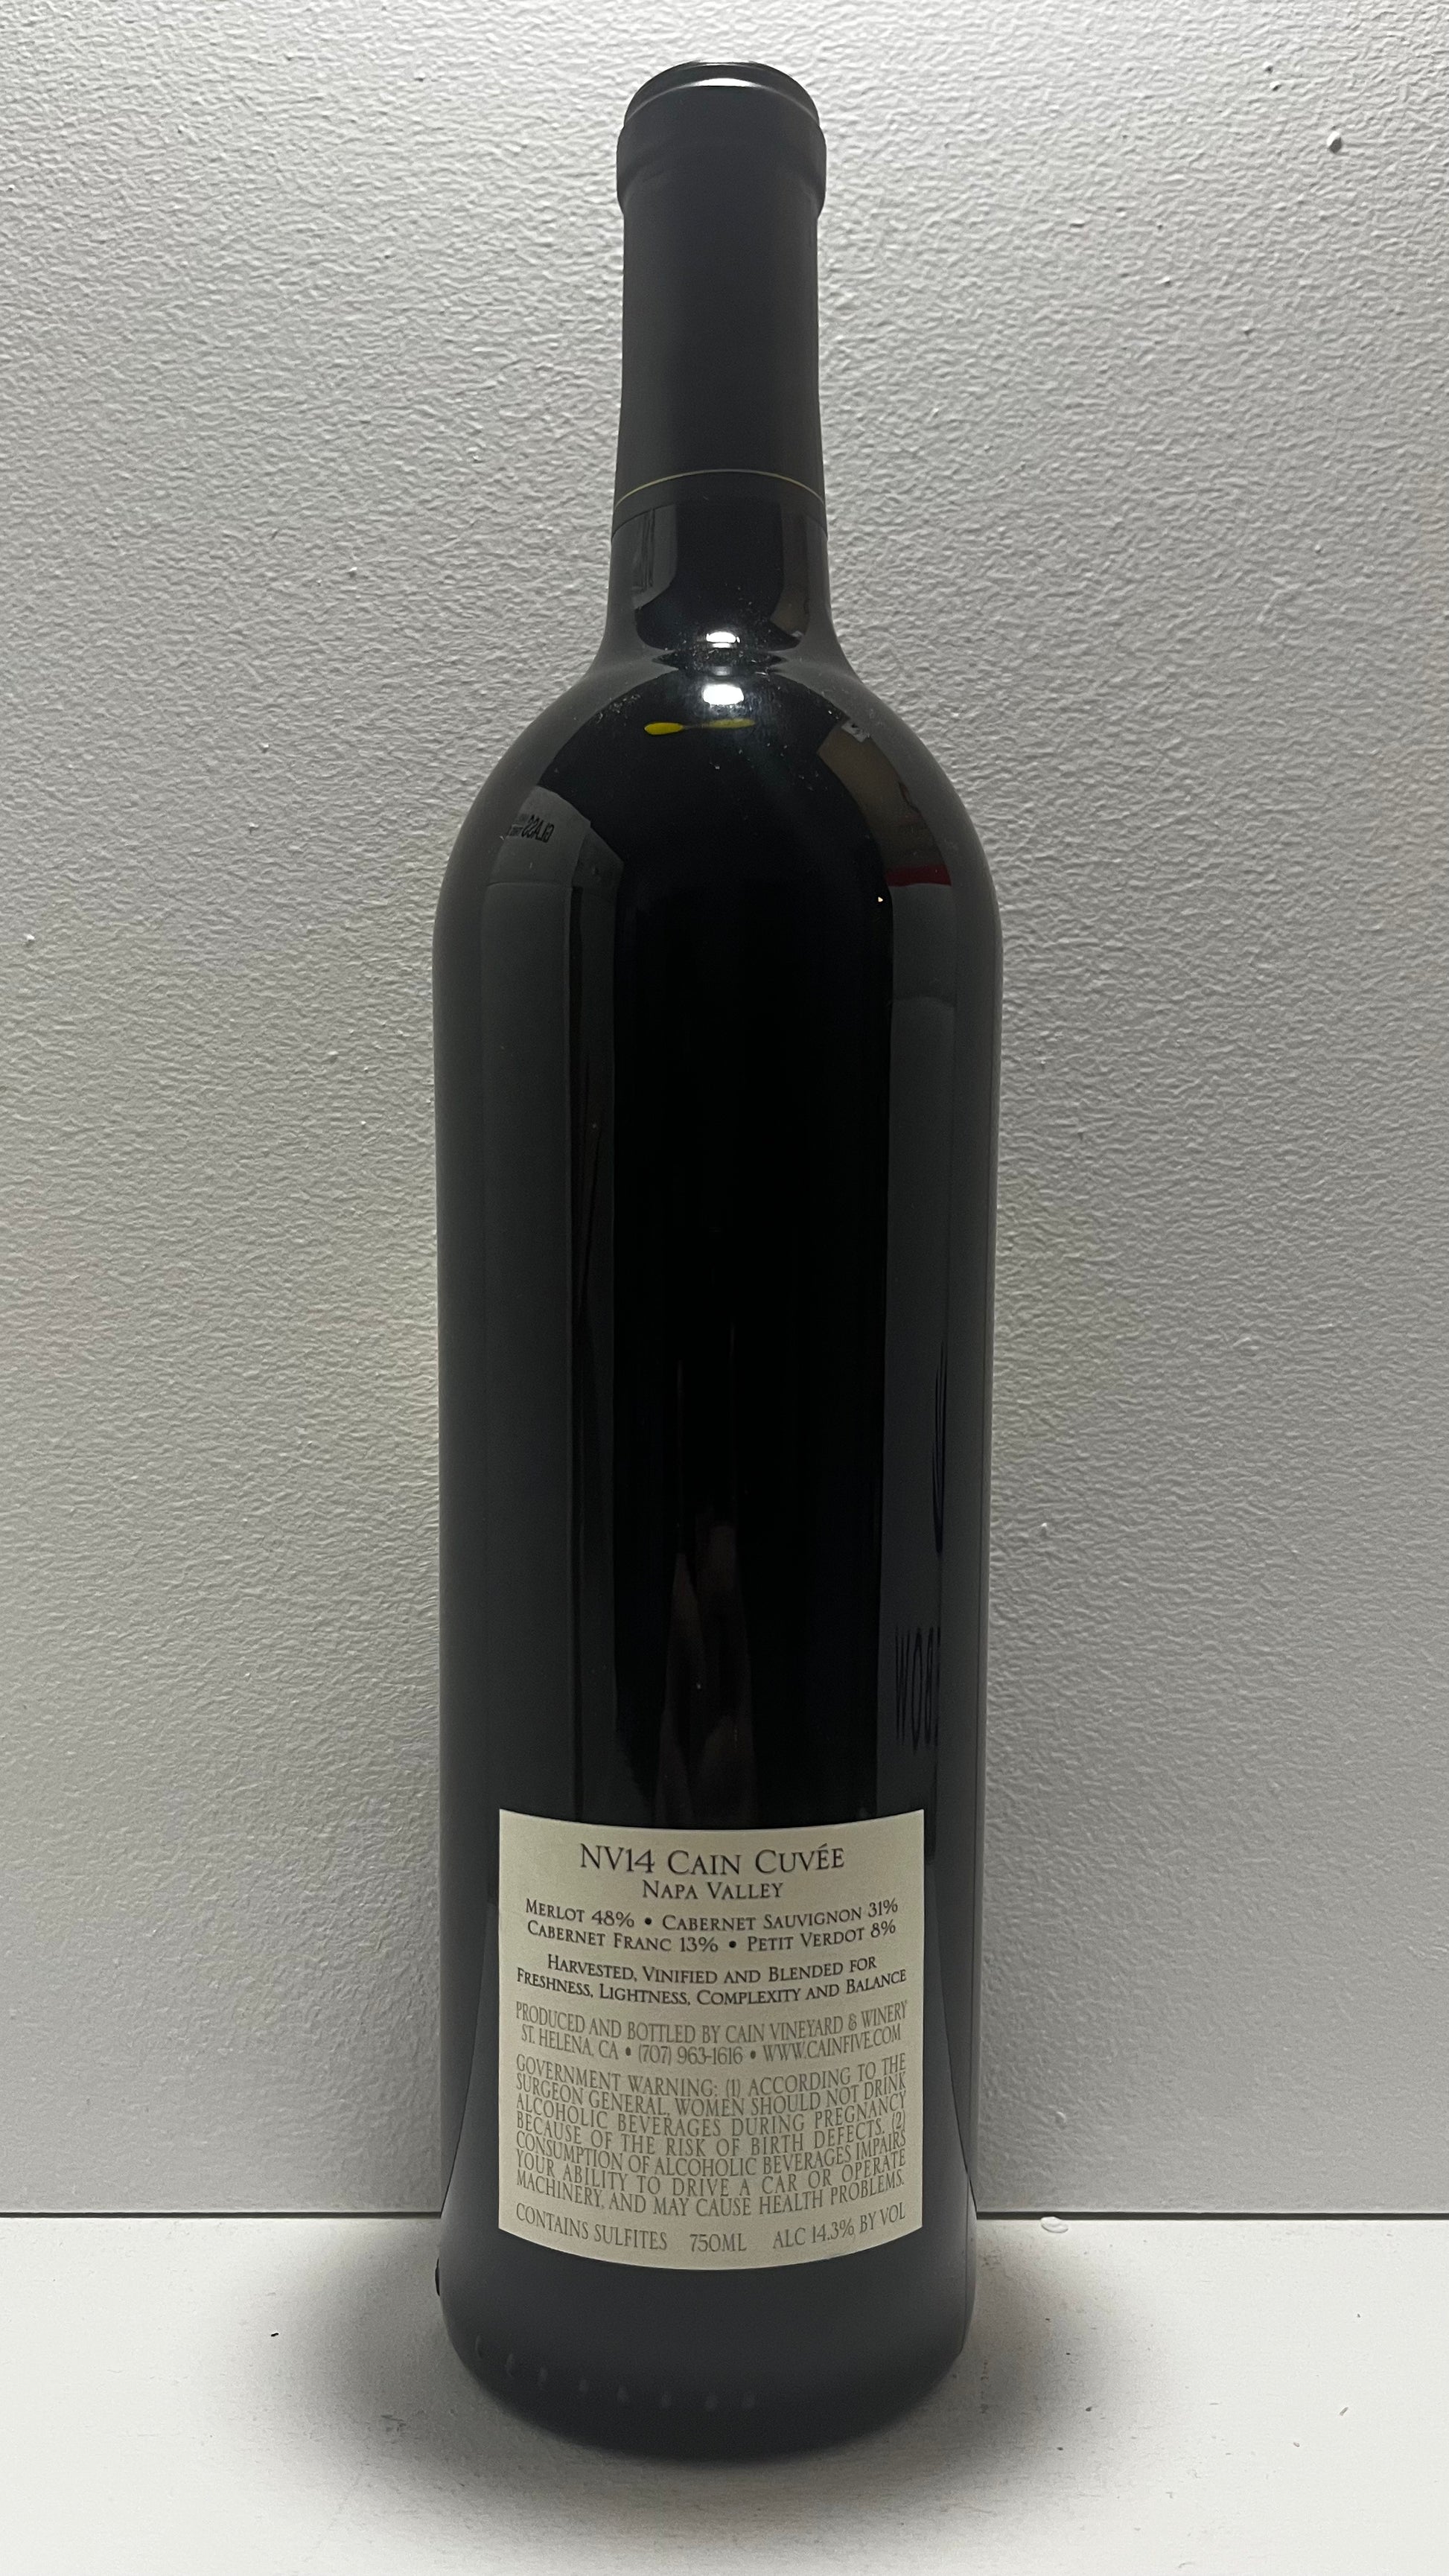 NV14 CAIN CUVÉE
NAPA VALLEY
MERLOT 48% • CABERNET SAUVIGNON 31%
CABERNET FRANC 13% • PETIT VERDOT 8%
HARVESTED, VINIFIED AND BLENDED FOR
FRESHNESS, LIGHTNESS, COMPLEXITY AND BALANCE
PRODUCED AND BOTTLED BY CAIN VINEYARD & WINERY
ST. HELENA, CA • (707) 963-1616 • WWW.CAINFIVE.COM
GOVERNMENT WARNING: (1) ACCORDING TO THE
SURGEON GENERAL, WOMEN SHOULD NOT DRINK
ALCOHOLIC BEVERAGES DURING PREGNANCY
BECAUSE OF THE RISK OF BIRTH DEFECTS. (2)
CONSUMPTION OF ALCOHOLIC BEVERAGES IMPAIRS
YOUR ABILITY TO DRIVE A CAR OR OPERATE
MACHINERY, AND MAY CAUSE HEALTH PROBLEMS.
CONTAINS SULFITES 750ML ALC 14.3% BY VOL